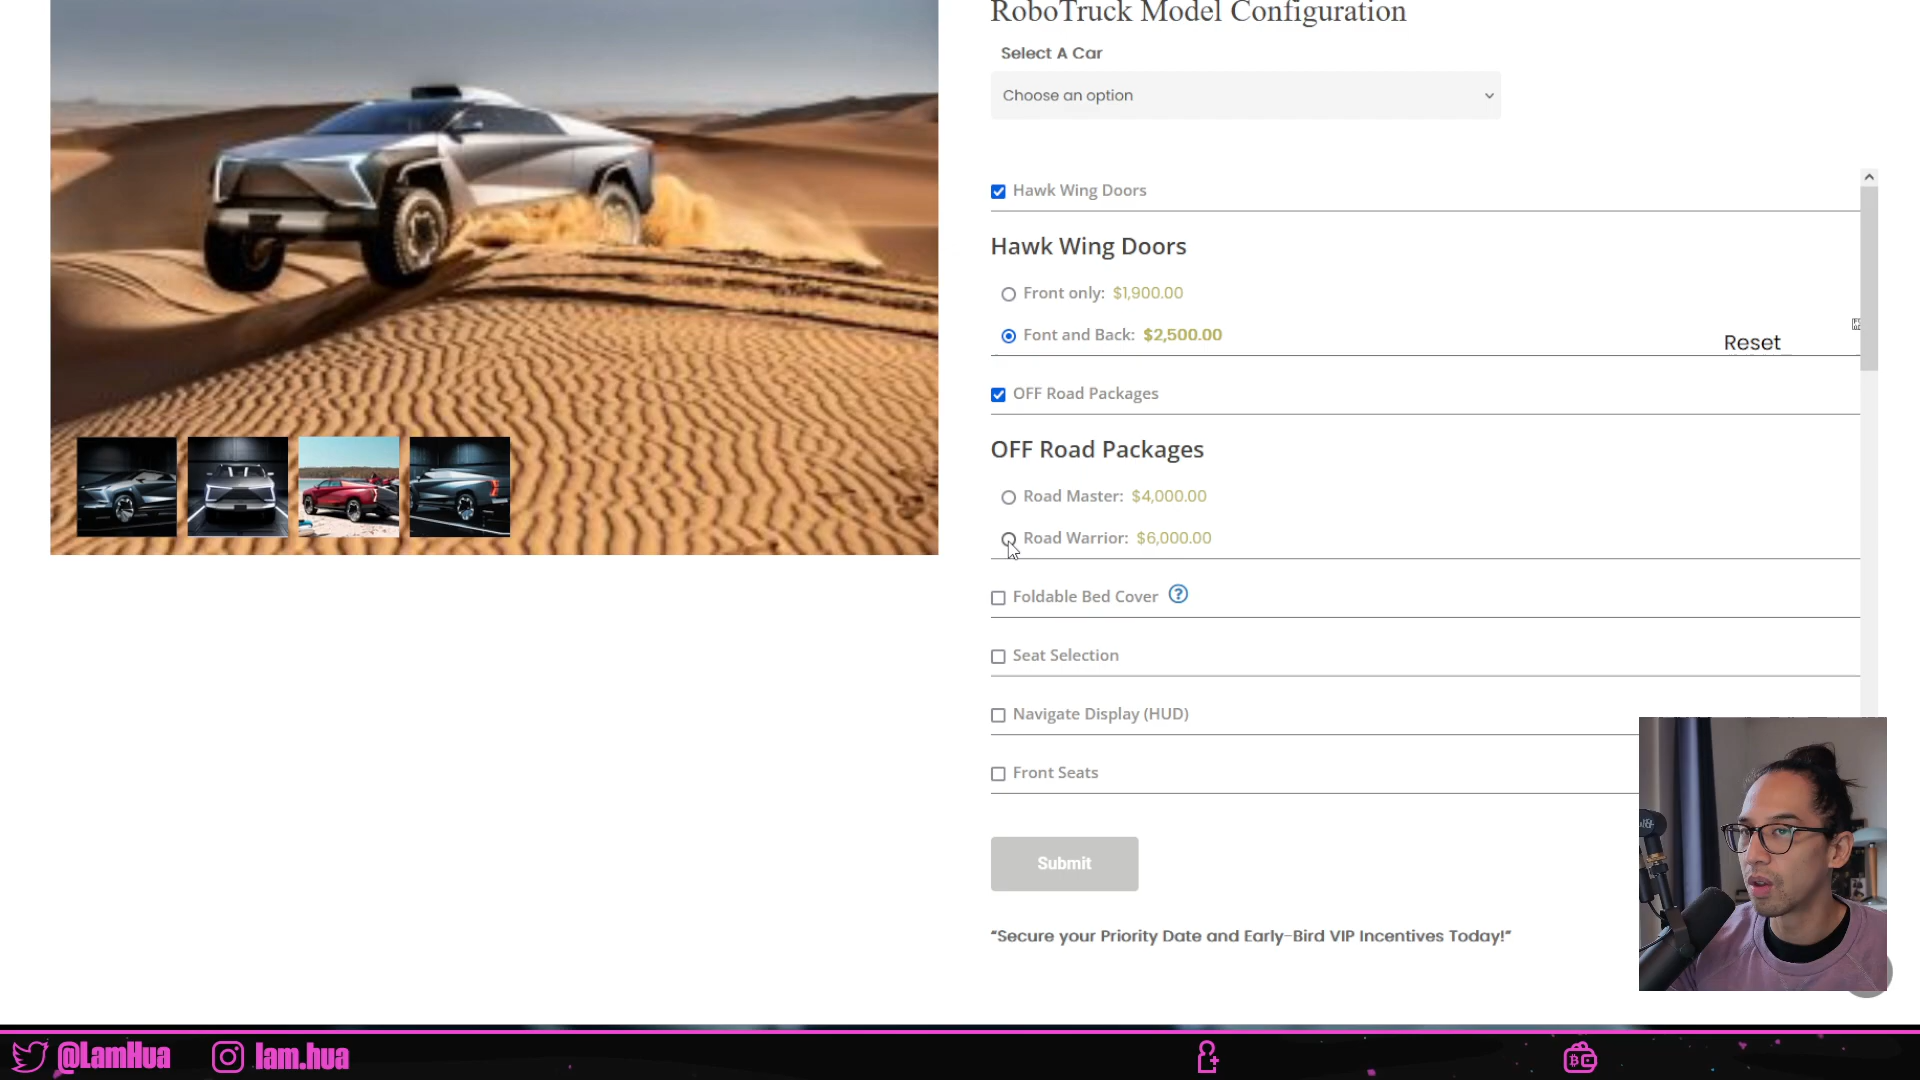 RoboTruck Model Configuration
Select A Car
Choose an option
Hawk Wing Doors
Hawk Wing Doors
Front only: $1,900.00
Font and Back: $2,500.00
Reset
OFF Road Packages
OFF Road Packages
Road Master: $4,000.00
Road Warrior: $6,000.00
Foldable Bed Cover ?
Seat Selection
Navigate Display (HUD)
Front Seats
Submit
“Secure your Priority Date and Early-Bird VIP Incentives Today!”
@LamHua
lam.hua